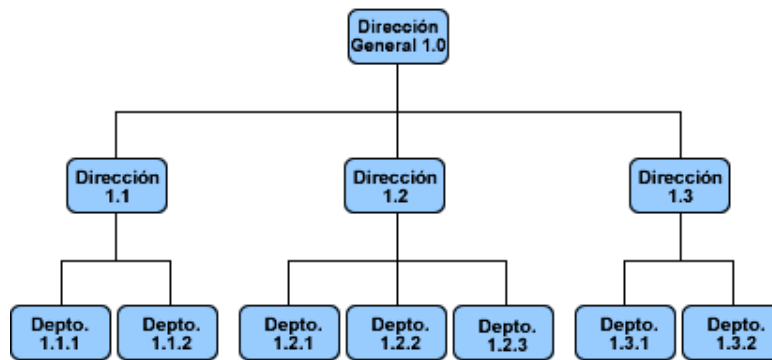 Dirección
General 1.0
Dirección
1.1
Dirección
1.2
Dirección
1.3
Depto.
1.1.1
Depto.
1.1.2
Depto.
1.2.1
Depto.
1.2.2
Depto.
1.2.3
Depto.
1.3.1
Depto.
1.3.2